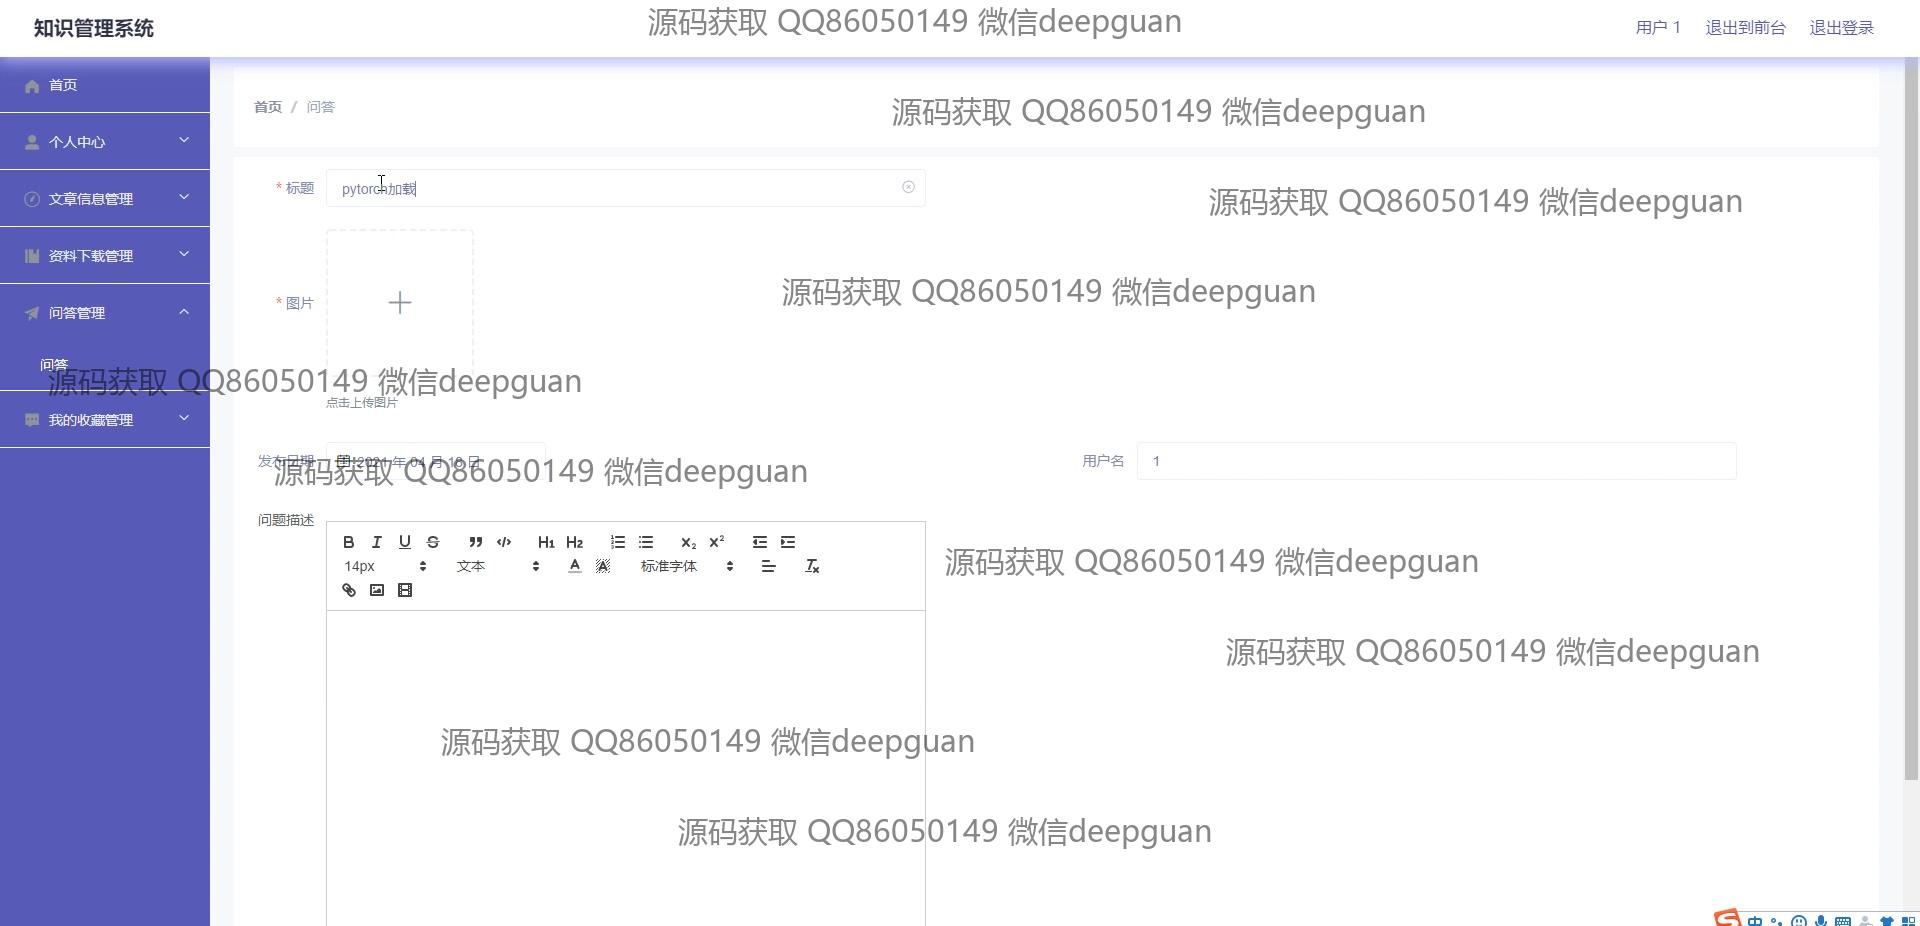 知识管理系统
源码获取 QQ86050149 微信deepguan
用户 1
退出到前台
退出登录
首页
个人中心
文章信息管理
资料下载管理
问答管理
问答
我的收藏管理
首页 / 问答
源码获取 QQ86050149 微信deepguan
* 标题
pytorch加载
源码获取 QQ86050149 微信deepguan
* 图片
源码获取 QQ86050149 微信deepguan
源码获取 QQ86050149 微信deepguan
点击上传图片
发布日期
2021 年 04 月 18 日
用户名
1
源码获取 QQ86050149 微信deepguan
问题描述
B I U S H1 H2 X2 X2
14px
文本
A A
标准字体
Tx
源码获取 QQ86050149 微信deepguan
源码获取 QQ86050149 微信deepguan
源码获取 QQ86050149 微信deepguan
源码获取 QQ86050149 微信deepguan
S 中